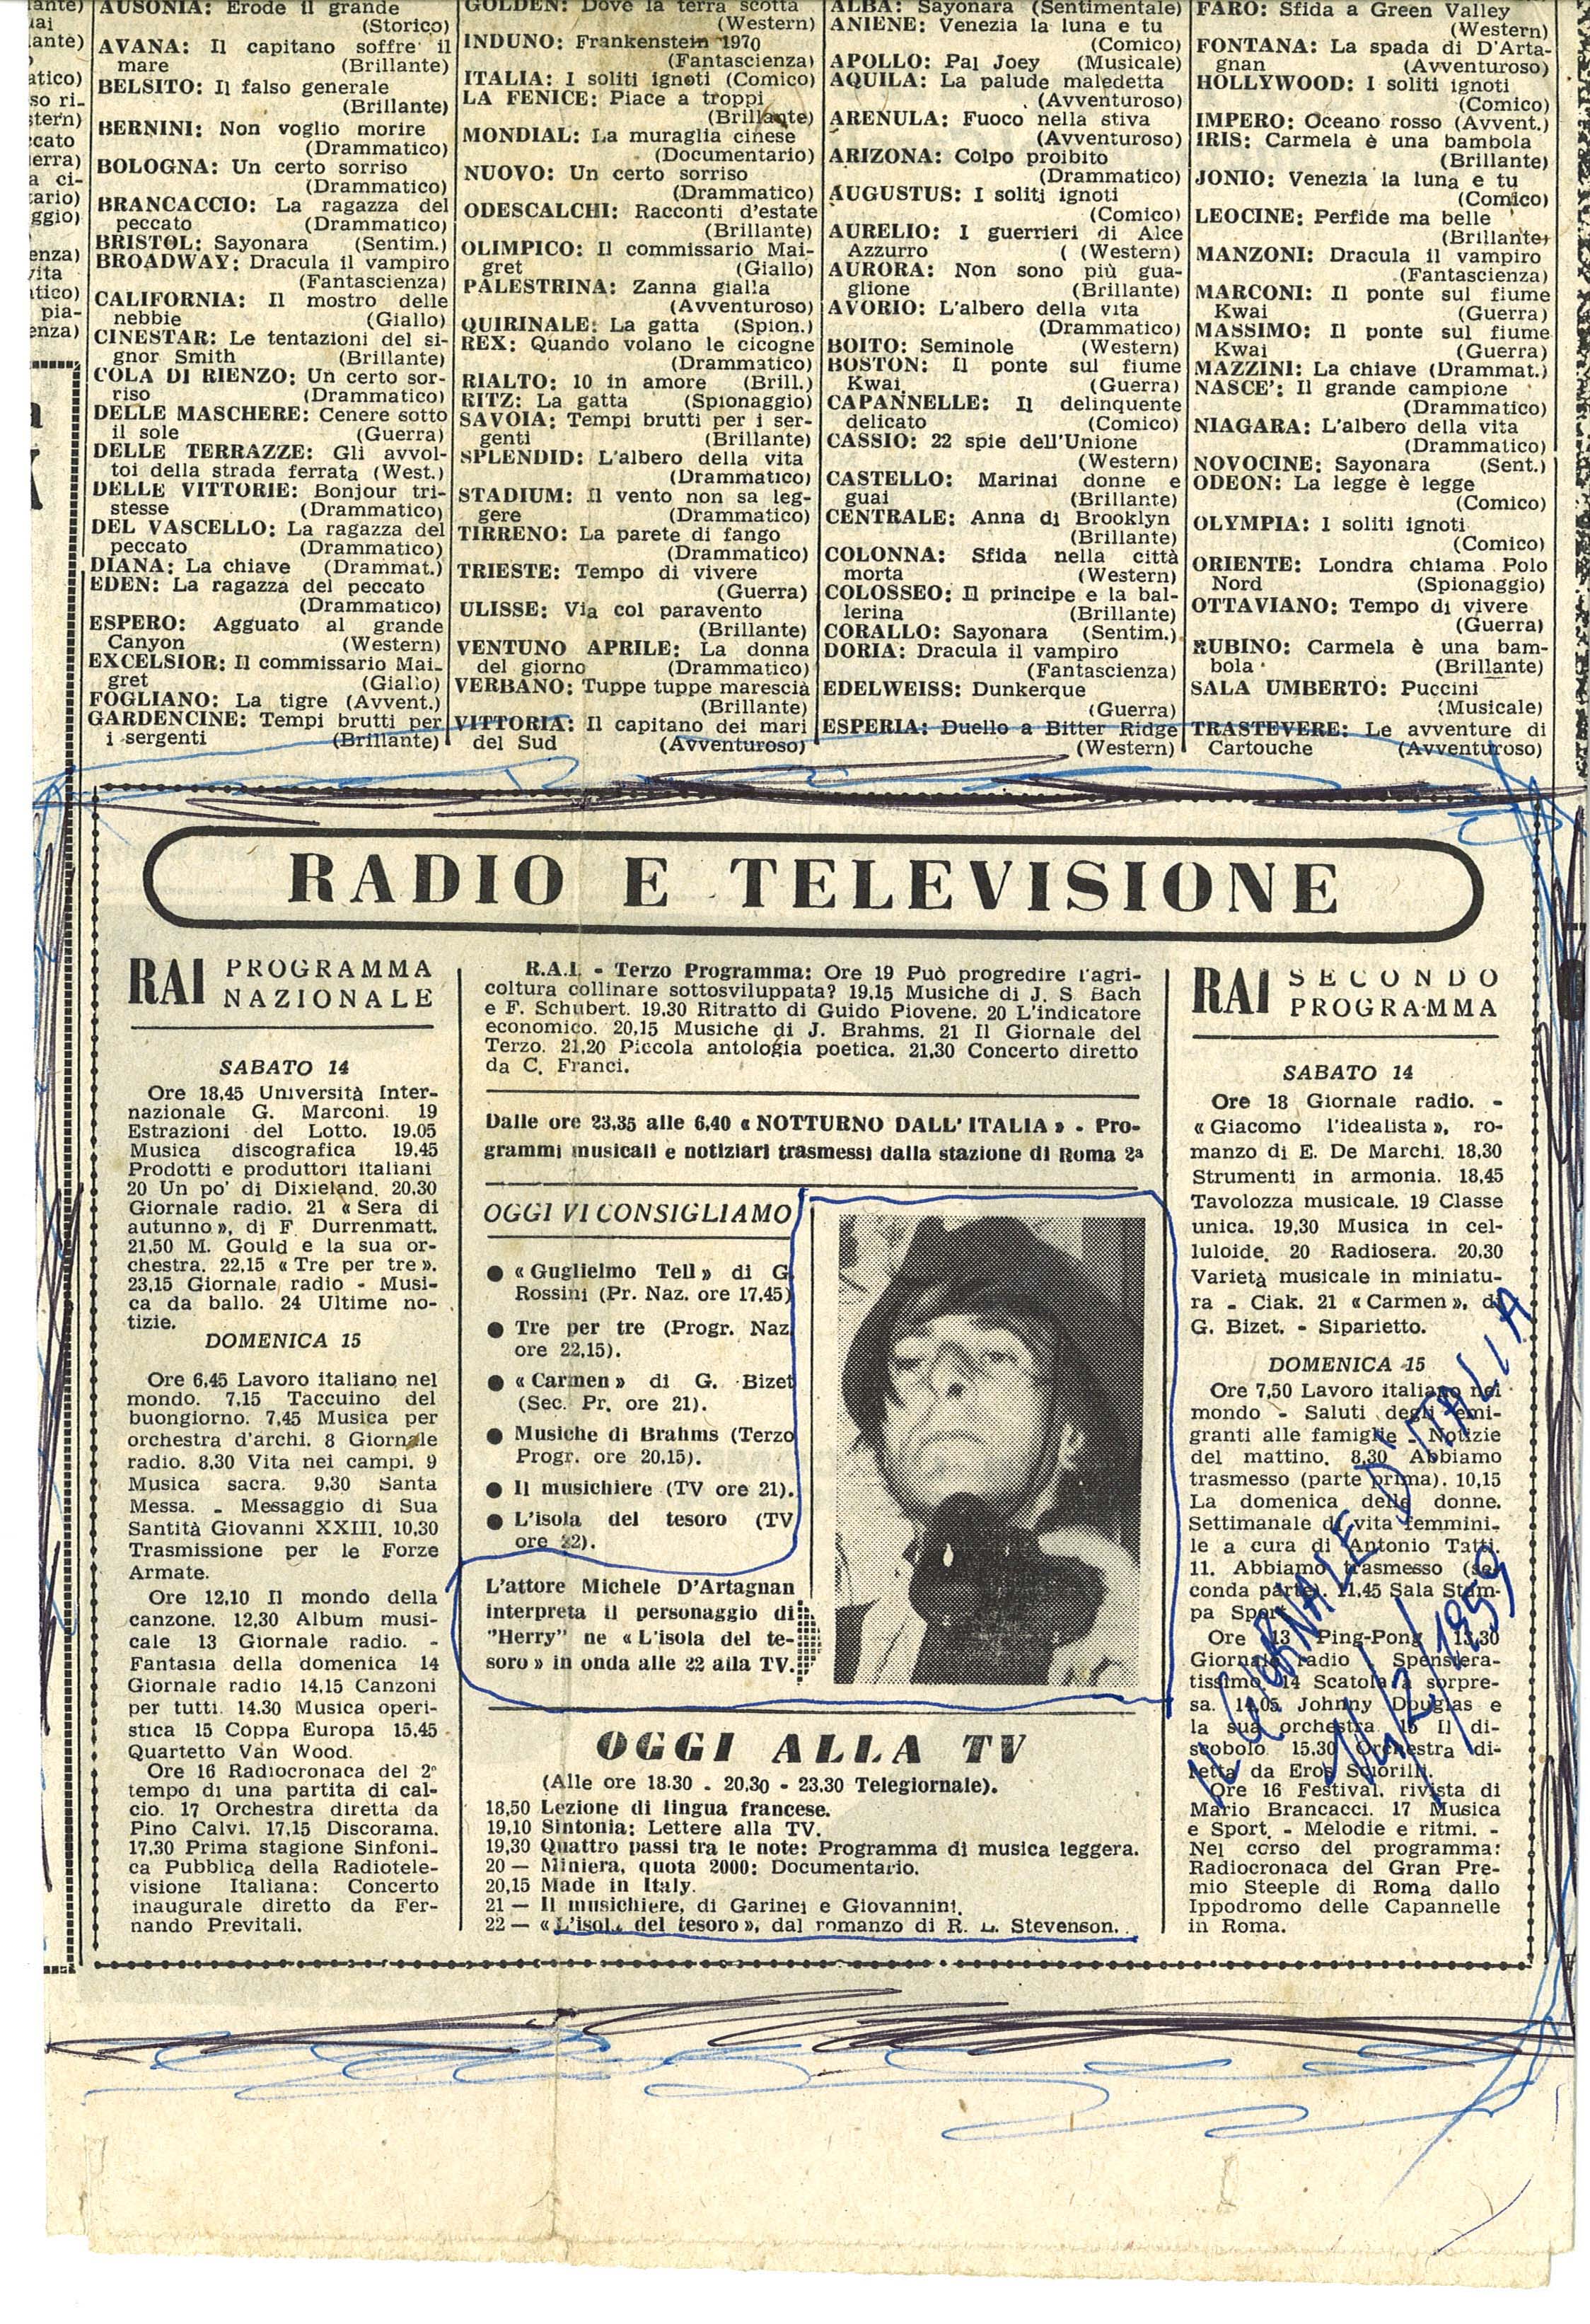 ante)
ante)
atico)
so ri-
stern)
cato
erra)
a ci-
ario)
ggio)
enza)
vita
atico)
pia-
enza)
AUSONIA: Erode il grande
(Storico)
AVANA: Il capitano soffre il
mare (Brillante)
BELSITO: Il falso generale
(Brillante)
BERNINI: Non voglio morire
(Drammatico)
BOLOGNA: Un certo sorriso
(Drammatico)
BRANCACCIO: La ragazza del
peccato (Drammatico)
BRISTOL: Sayonara (Sentim.)
BROADWAY: Dracula il vampiro
(Fantascienza)
CALIFORNIA: Il mostro delle
nebbie (Giallo)
CINESTAR: Le tentazioni del si-
gnor Smith (Brillante)
COLA DI RIENZO: Un certo sor-
riso (Drammatico)
DELLE MASCHERE: Cenere sotto
il sole (Guerra)
DELLE TERRAZZE: Gli avvol-
toi della strada ferrata (West.)
DELLE VITTORIE: Bonjour tri-
stesse (Drammatico)
DEL VASCELLO: La ragazza del
peccato (Drammatico)
DIANA: La chiave (Drammat.)
EDEN: La ragazza del peccato
(Drammatico)
ESPERO: Agguato al grande
Canyon (Western)
EXCELSIOR: Il commissario Mai-
gret (Giallo)
FOGLIANO: La tigre (Avvent.)
GARDENCINE: Tempi brutti per
i sergenti (Brillante)
GOLDEN: Dove la terra scotta
(Western)
INDUNO: Frankenstein 1970
(Fantascienza)
ITALIA: I soliti ignoti (Comico)
LA FENICE: Piace a troppi
(Brillante)
MONDIAL: La muraglia cinese
(Documentario)
NUOVO: Un certo sorriso
(Drammatico)
ODESCALCHI: Racconti d'estate
(Brillante)
OLIMPICO: Il commissario Mai-
gret (Giallo)
PALESTRINA: Zanna gialla
(Avventuroso)
QUIRINALE: La gatta (Spion.)
REX: Quando volano le cicogne
(Drammatico)
RIALTO: 10 in amore (Brill.)
RITZ: La gatta (Spionaggio)
SAVOIA: Tempi brutti per i ser-
genti (Brillante)
SPLENDID: L'albero della vita
(Drammatico)
STADIUM: Il vento non sa leg-
gere (Drammatico)
TIRRENO: La parete di fango
(Drammatico)
TRIESTE: Tempo di vivere
(Guerra)
ULISSE: Via col paravento
(Brillante)
VENTUNO APRILE: La donna
del giorno (Drammatico)
VERBANO: Tuppe tuppe marescià
(Brillante)
VITTORIA: Il capitano dei mari
del Sud (Avventuroso)
ALBA: Sayonara (Sentimentale)
ANIENE: Venezia la luna e tu
(Comico)
APOLLO: Pal Joey (Musicale)
AQUILA: La palude maledetta
(Avventuroso)
ARENULA: Fuoco nella stiva
(Avventuroso)
ARIZONA: Colpo proibito
(Drammatico)
AUGUSTUS: I soliti ignoti
(Comico)
AURELIO: I guerrieri di Alce
Azzurro ( (Western)
AURORA: Non sono più gua-
glione (Brillante)
AVORIO: L'albero della vita
(Drammatico)
BOITO: Seminole (Western)
BOSTON: Il ponte sul fiume
Kwai (Guerra)
CAPANNELLE: Il delinquente
delicato (Comico)
CASSIO: 22 spie dell'Unione
(Western)
CASTELLO: Marinai donne e
guai (Brillante)
CENTRALE: Anna di Brooklyn
(Brillante)
COLONNA: Sfida nella città
morta (Western)
COLOSSEO: Il principe e la bal-
lerina (Brillante)
CORALLO: Sayonara (Sentim.)
DORIA: Dracula il vampiro
(Fantascienza)
EDELWEISS: Dunkerque
(Guerra)
ESPERIA: Duello a Bitter Ridge
(Western)
FARO: Sfida a Green Valley
(Western)
FONTANA: La spada di D'Arta-
gnan (Avventuroso)
HOLLYWOOD: I soliti ignoti
(Comico)
IMPERO: Oceano rosso (Avvent.)
IRIS: Carmela è una bambola
(Brillante)
JONIO: Venezia la luna e tu
(Comico)
LEOCINE: Perfide ma belle
(Brillante)
MANZONI: Dracula il vampiro
(Fantascienza)
MARCONI: Il ponte sul fiume
Kwai (Guerra)
MASSIMO: Il ponte sul fiume
Kwai (Guerra)
MAZZINI: La chiave (Drammat.)
NASCE': Il grande campione
(Drammatico)
NIAGARA: L'albero della vita
(Drammatico)
NOVOCINE: Sayonara (Sent.)
ODEON: La legge è legge
(Comico)
OLYMPIA: I soliti ignoti
(Comico)
ORIENTE: Londra chiama Polo
Nord (Spionaggio)
OTTAVIANO: Tempo di vivere
(Guerra)
RUBINO: Carmela è una bam-
bola (Brillante)
SALA UMBERTO: Puccini
(Musicale)
TRASTEVERE: Le avventure di
Cartouche (Avventuroso)
RADIO E TELEVISIONE
RAI PROGRAMMA
NAZIONALE
SABATO 14
Ore 18,45 Università Inter-
nazionale G. Marconi. 19
Estrazioni del Lotto. 19.05
Musica discografica 19,45
Prodotti e produttori italiani
20 Un po' di Dixieland. 20,30
Giornale radio. 21 « Sera di
autunno », di F. Durrenmatt.
21,50 M. Gould e la sua or-
chestra. 22,15 « Tre per tre ».
23,15 Giornale radio - Musi-
ca da ballo. 24 Ultime no-
tizie.
DOMENICA 15
Ore 6,45 Lavoro italiano nel
mondo. 7,15 Taccuino del
buongiorno. 7,45 Musica per
orchestra d'archi. 8 Giornale
radio. 8,30 Vita nei campi. 9
Musica sacra. 9,30 Santa
Messa. - Messaggio di Sua
Santità Giovanni XXIII. 10,30
Trasmissione per le Forze
Armate.
Ore 12,10 Il mondo della
canzone. 12,30 Album musi-
cale 13 Giornale radio. -
Fantasia della domenica 14
Giornale radio 14,15 Canzoni
per tutti. 14.30 Musica operi-
stica 15 Coppa Europa 15,45
Quartetto Van Wood.
Ore 16 Radiocronaca del 2°
tempo di una partita di cal-
cio. 17 Orchestra diretta da
Pino Calvi. 17,15 Discorama.
17,30 Prima stagione Sinfoni-
ca Pubblica della Radiotele-
visione Italiana: Concerto
inaugurale diretto da Fer-
nando Previtali.
R.A.I. - Terzo Programma: Ore 19 Può progredire l'agri-
coltura collinare sottosviluppata? 19,15 Musiche di J. S. Bach
e F. Schubert. 19.30 Ritratto di Guido Piovene. 20 L'indicatore
economico. 20,15 Musiche di J. Brahms. 21 Il Giornale del
Terzo. 21,20 Piccola antologia poetica. 21,30 Concerto diretto
da C. Franci.
Dalle ore 23,35 alle 6,40 « NOTTURNO DALL'ITALIA » - Pro-
grammi musicali e notiziari trasmessi dalla stazione di Roma 2ª
OGGI VI CONSIGLIAMO
● « Guglielmo Tell » di G.
Rossini (Pr. Naz. ore 17,45)
● Tre per tre (Progr. Naz.
ore 22,15).
● « Carmen » di G. Bizet
(Sec. Pr. ore 21).
● Musiche di Brahms (Terzo
Progr. ore 20,15).
● Il musichiere (TV ore 21).
● L'isola del tesoro (TV
ore 22).
L'attore Michele D'Artagnan
interpreta il personaggio di
"Herry" ne « L'isola del te-
soro » in onda alle 22 alla TV.
OGGI ALLA TV
(Alle ore 18.30 - 20,30 - 23,30 Telegiornale).
18,50 Lezione di lingua francese.
19,10 Sintonia: Lettere alla TV.
19,30 Quattro passi tra le note: Programma di musica leggera.
20 — Miniera, quota 2000: Documentario.
20,15 Made in Italy.
21 — Il musichiere, di Garinei e Giovannini.
22 — « L'isola del tesoro », dal romanzo di R. L. Stevenson.
RAI SECONDO
PROGRAMMA
SABATO 14
Ore 18 Giornale radio. -
« Giacomo l'idealista », ro-
manzo di E. De Marchi. 18,30
Strumenti in armonia. 18,45
Tavolozza musicale. 19 Classe
unica. 19,30 Musica in cel-
luloide. 20 Radiosera. 20,30
Varietà musicale in miniatu-
ra - Ciak. 21 « Carmen », di
G. Bizet. - Siparietto.
DOMENICA 15
Ore 7,50 Lavoro italiano nel
mondo - Saluti degli emi-
granti alle famiglie - Notizie
del mattino. 8,30 Abbiamo
trasmesso (parte prima). 10,15
La domenica delle donne.
Settimanale di vita femmini-
le a cura di Antonio Tatti.
11. Abbiamo trasmesso (se-
conda parte). 11,45 Sala Stam-
pa Sport
Ore 13 Ping-Pong 13,30
Giornale radio Spensiera-
tissimo 14 Scatola a sorpre-
sa. 14,05 Johnny Douglas e
la sua orchestra 15 Il di-
scobolo 15.30 Orchestra di-
retta da Eros Sciorilli.
Ore 16 Festival. rivista di
Mario Brancacci. 17 Musica
e Sport. - Melodie e ritmi. -
Nel corso del programma:
Radiocronaca del Gran Pre-
mio Steeple di Roma dallo
Ippodromo delle Capannelle
in Roma.
IL GIORNALE D'ITALIA
14/2/1959